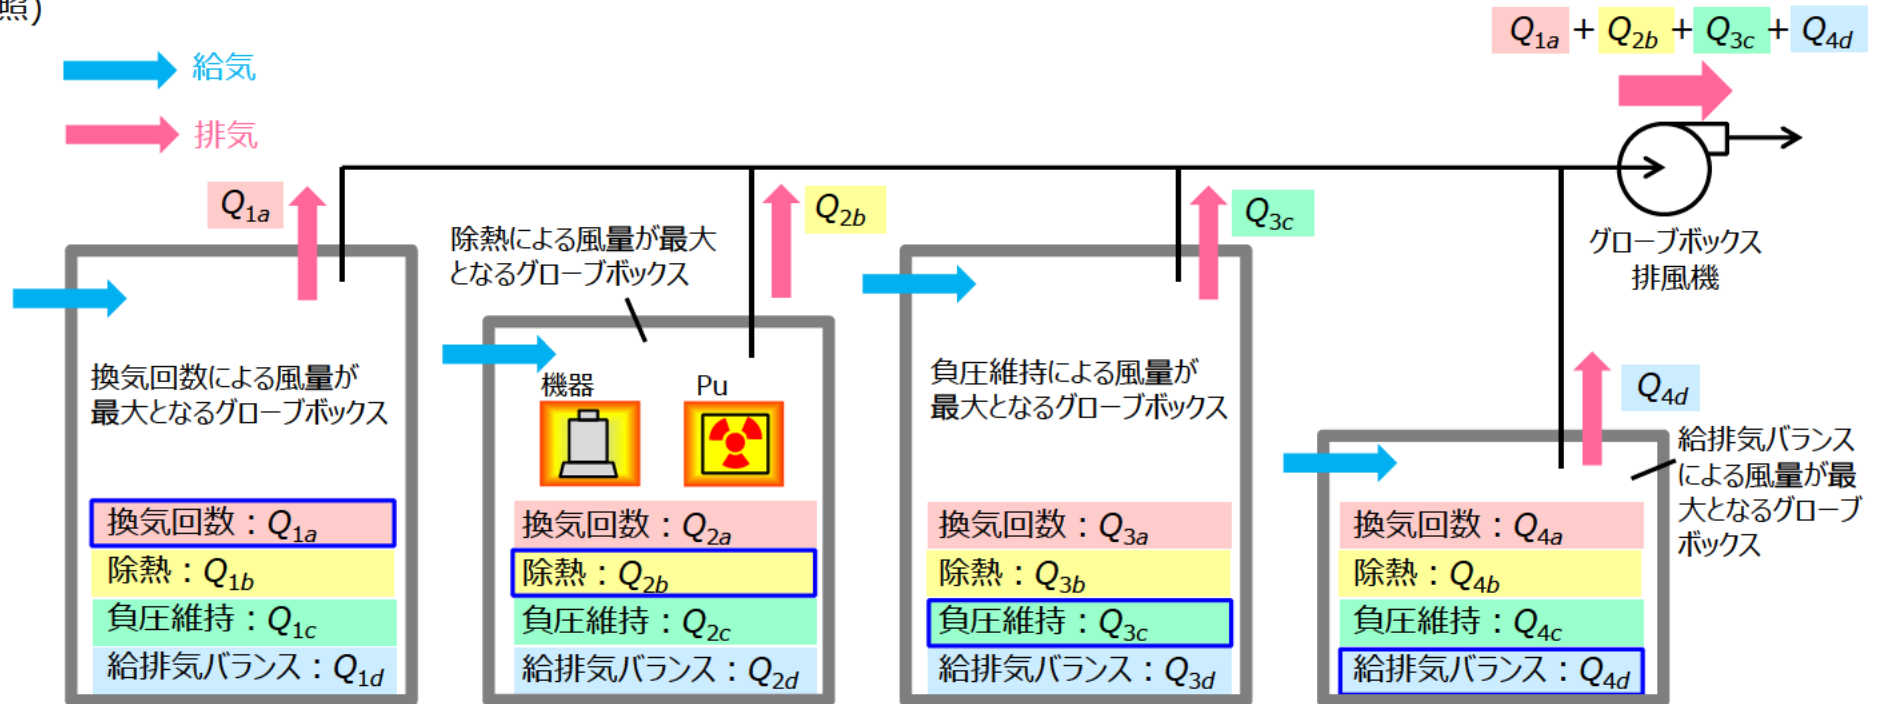 照)
給気
排気
Q1a + Q2b + Q3c + Q4d
グローブボックス
排風機
Q1a
換気回数による風量が
最大となるグローブボックス
換気回数：Q1a
除熱：Q1b
負圧維持：Q1c
給排気バランス：Q1d
除熱による風量が最大
となるグローブボックス
Q2b
機器
Pu
換気回数：Q2a
除熱：Q2b
負圧維持：Q2c
給排気バランス：Q2d
Q3c
負圧維持による風量が
最大となるグローブボックス
換気回数：Q3a
除熱：Q3b
負圧維持：Q3c
給排気バランス：Q3d
Q4d
給排気バランス
による風量が最
大となるグローブ
ボックス
換気回数：Q4a
除熱：Q4b
負圧維持：Q4c
給排気バランス：Q4d